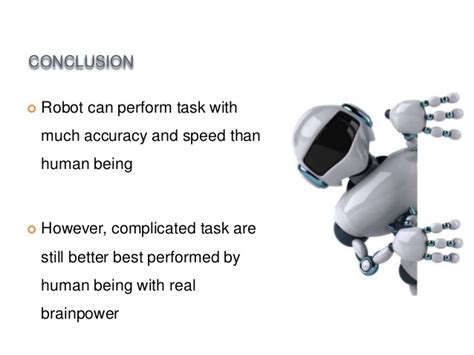 CONCLUSION
Robot can perform task with
much accuracy and speed than
human being
However, complicated task are
still better best performed by
human being with real
brainpower